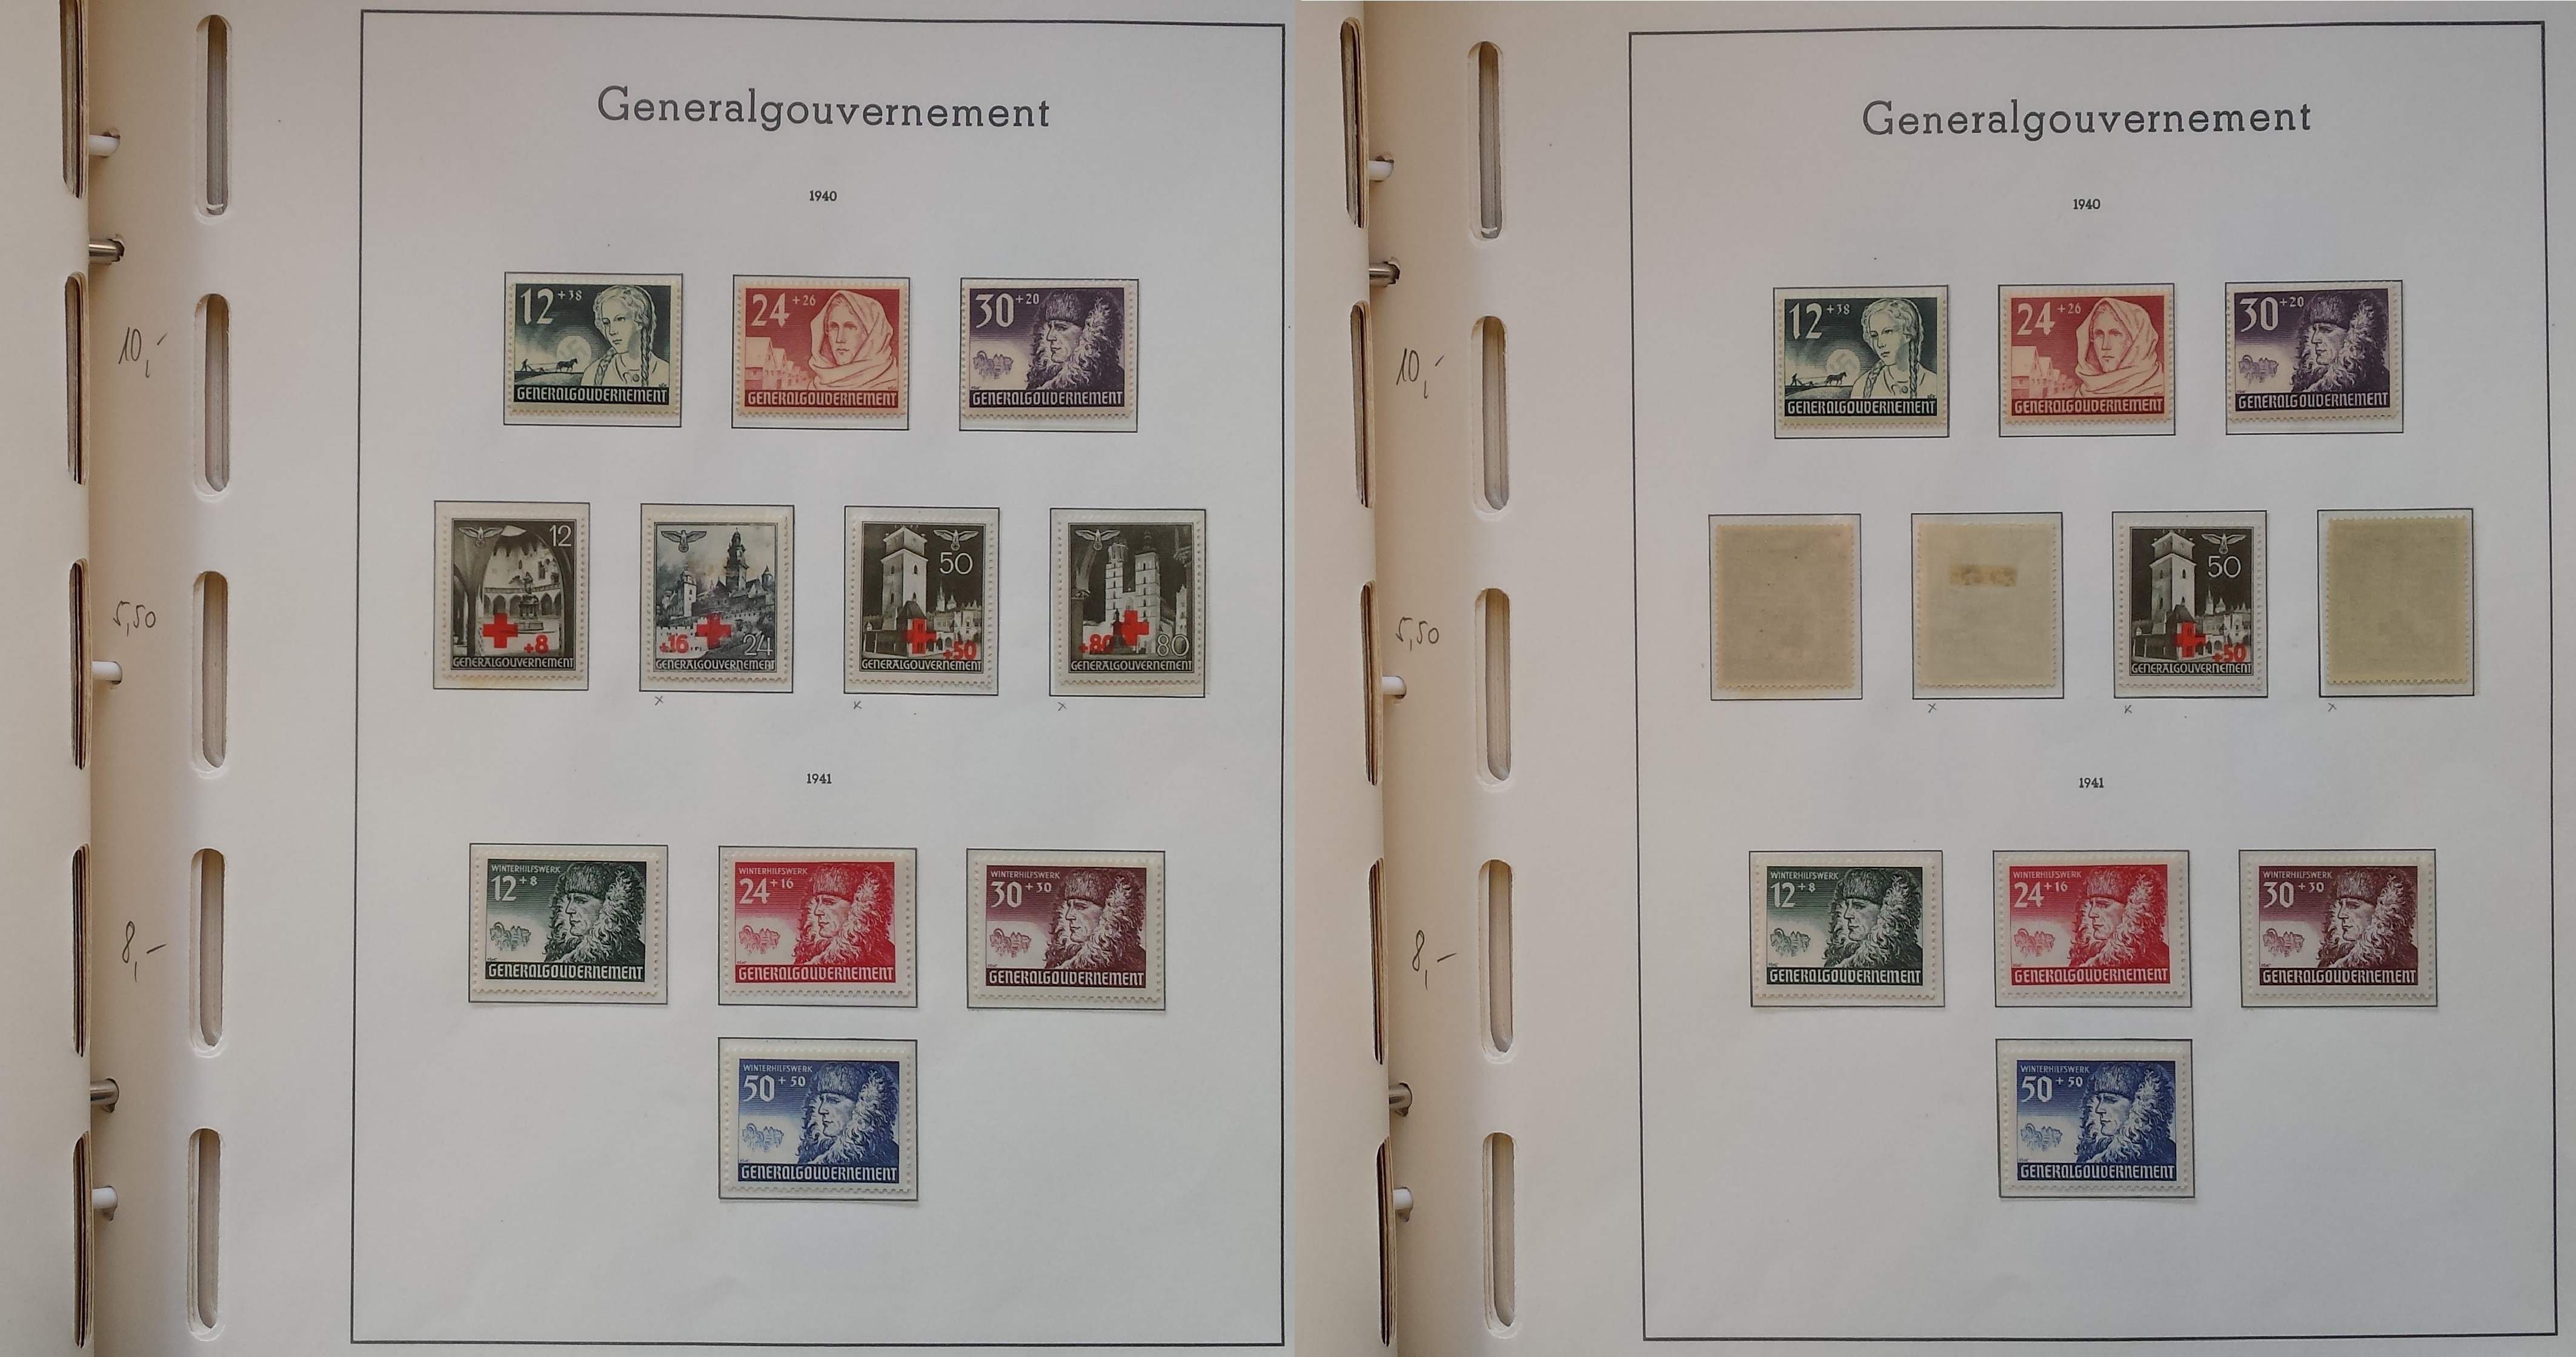 Generalgouvernement
1940
12 +38
GENERALGOUVERNEMENT
24 +26
GENERALGOUVERNEMENT
30 +20
GENERALGOUVERNEMENT
10,-
12
+8
GENERALGOUVERNEMENT
+16
24
GENERALGOUVERNEMENT
50
+50
GENERALGOUVERNEMENT
+80
80
GENERALGOUVERNEMENT
5,50
x
x
x
1941
WINTERHILFSWERK
12 +8
GENERALGOUVERNEMENT
WINTERHILFSWERK
24 +16
GENERALGOUVERNEMENT
WINTERHILFSWERK
30 +30
GENERALGOUVERNEMENT
8,-
WINTERHILFSWERK
50 +50
GENERALGOUVERNEMENT
Generalgouvernement
1940
12 +38
GENERALGOUVERNEMENT
24 +26
GENERALGOUVERNEMENT
30 +20
GENERALGOUVERNEMENT
10,-
50
+50
GENERALGOUVERNEMENT
5,50
x
x
x
1941
WINTERHILFSWERK
12 +8
GENERALGOUVERNEMENT
WINTERHILFSWERK
24 +16
GENERALGOUVERNEMENT
WINTERHILFSWERK
30 +30
GENERALGOUVERNEMENT
8,-
WINTERHILFSWERK
50 +50
GENERALGOUVERNEMENT